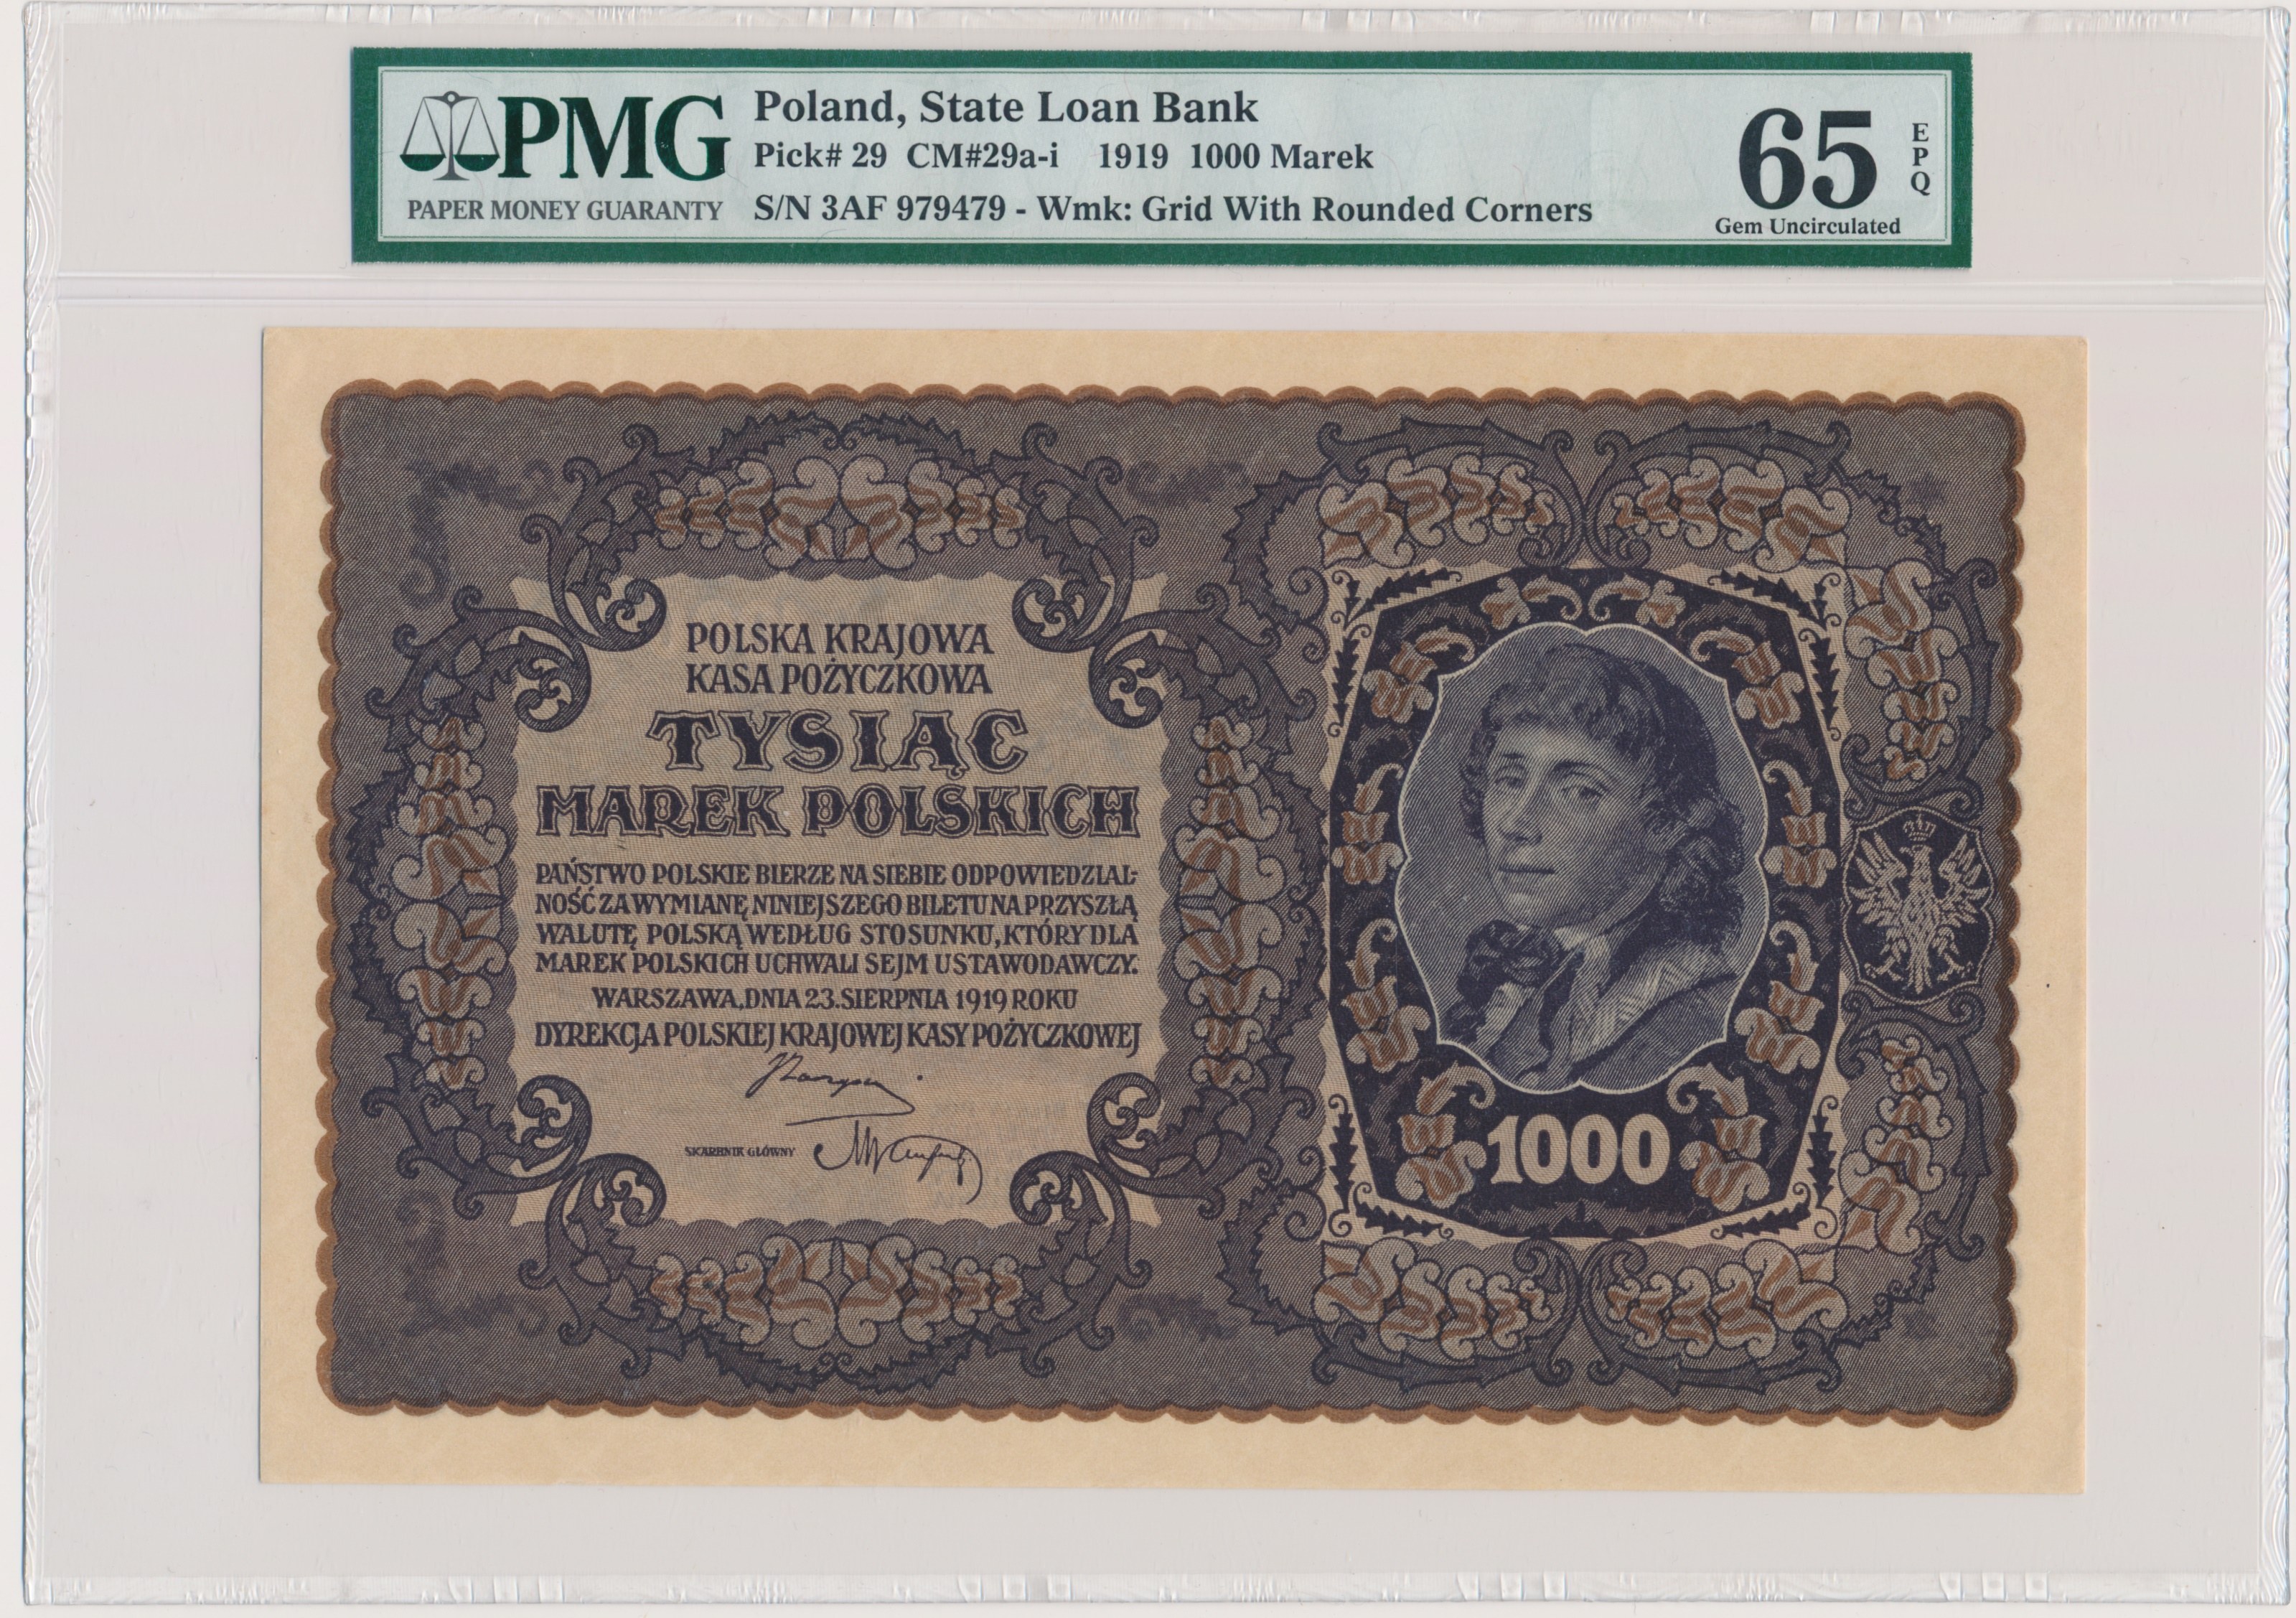 PMG
PAPER MONEY GUARANTY
Poland, State Loan Bank
Pick# 29 CM#29a-i 1919 1000 Marek
S/N 3AF 979479 - Wmk: Grid With Rounded Corners
65
EPQ
Gem Uncirculated
POLSKA KRAJOWA
KASA POŻYCZKOWA
TYSIĄC
MAREK POLSKICH
PAŃSTWO POLSKIE BIERZE NA SIEBIE ODPOWIEDZIAL-
NOŚĆ ZA WYMIANĘ NINIEJSZEGO BILETU NA PRZYSZŁĄ
WALUTĘ POLSKĄ WEDŁUG STOSUNKU, KTÓRY DLA
MAREK POLSKICH UCHWALI SEJM USTAWODAWCZY.
WARSZAWA, DNIA 23. SIERPNIA 1919 ROKU
DYREKCJA POLSKIEJ KRAJOWEJ KASY POŻYCZKOWEJ
SKARBNIK GŁÓWNY
1000